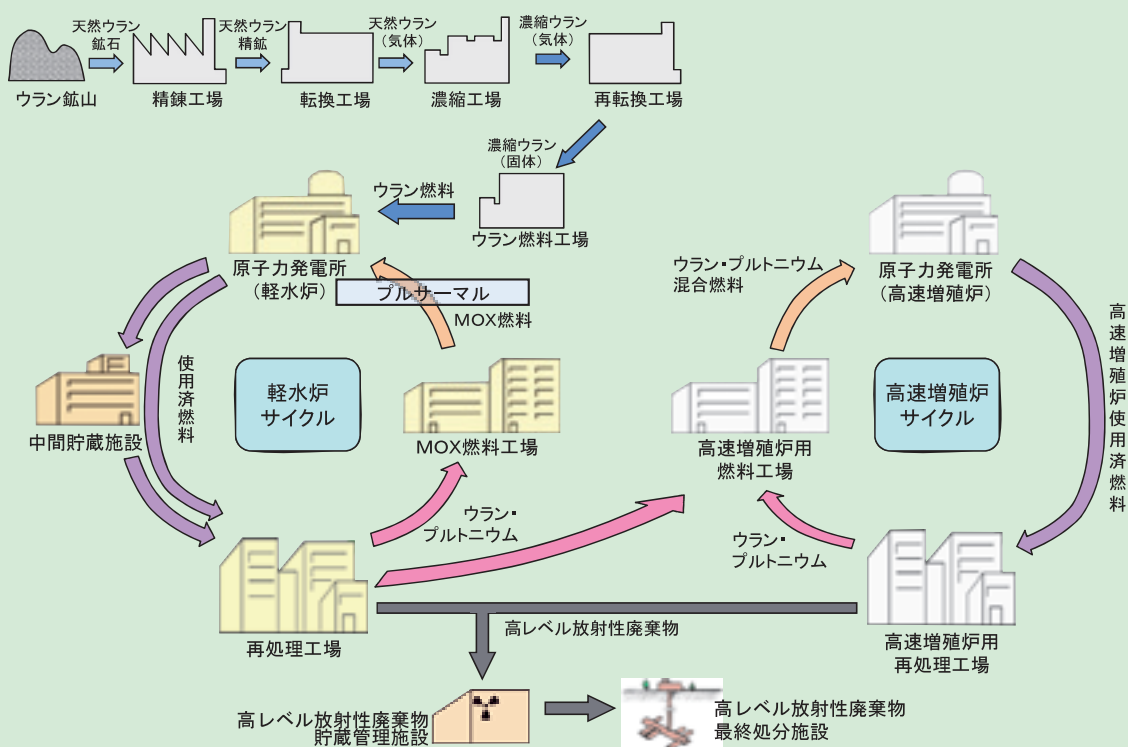 天然ウラン
鉱石
天然ウラン
精鉱
天然ウラン
(気体)
濃縮ウラン
(気体)
ウラン鉱山
精錬工場
転換工場
濃縮工場
再転換工場
濃縮ウラン
(固体)
ウラン燃料
ウラン燃料工場
原子力発電所
(軽水炉)
プルサーマル
MOX燃料
ウラン・プルトニウム
混合燃料
原子力発電所
(高速増殖炉)
高速増殖炉使用済燃料
使用済燃料
軽水炉
サイクル
高速増殖炉
サイクル
中間貯蔵施設
MOX燃料工場
高速増殖炉用
燃料工場
ウラン・
プルトニウム
ウラン・
プルトニウム
再処理工場
高レベル放射性廃棄物
高速増殖炉用
再処理工場
高レベル放射性廃棄物
貯蔵管理施設
高レベル放射性廃棄物
最終処分施設